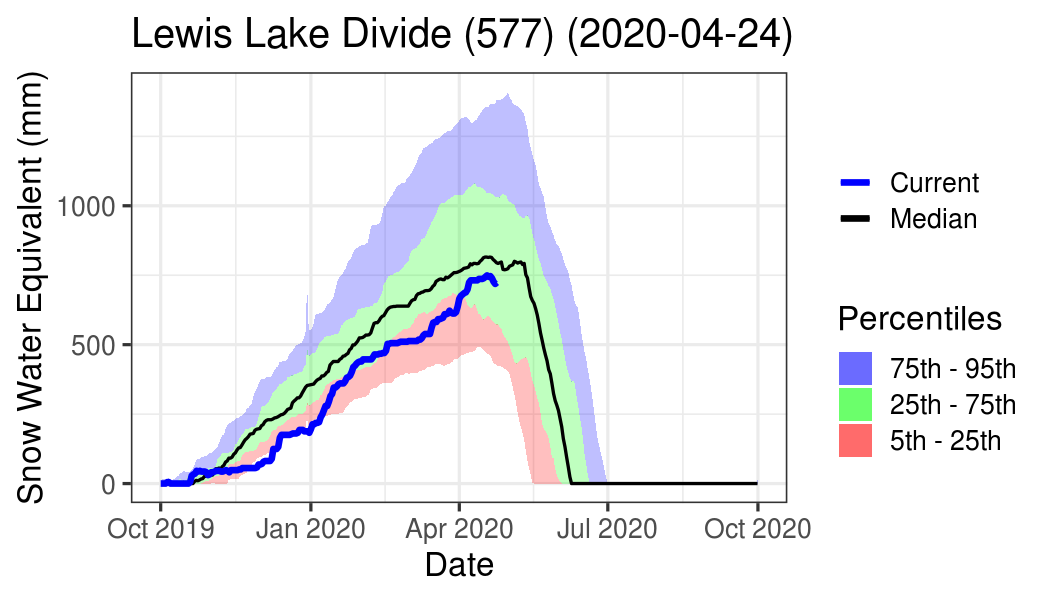 Lewis Lake Divide (577) (2020-04-24)
Snow Water Equivalent (mm)
1000
500
0
Oct 2019
Jan 2020
Apr 2020
Jul 2020
Oct 2020
Date
Current
Median
Percentiles
75th - 95th
25th - 75th
5th - 25th